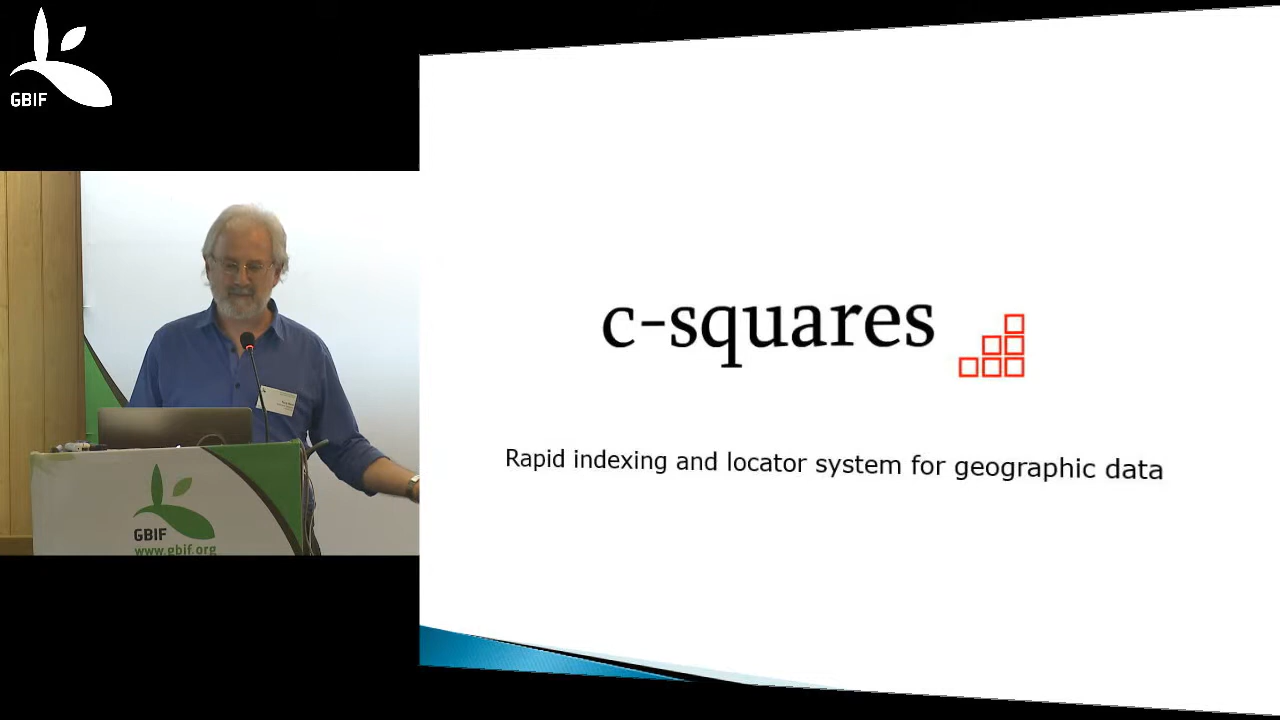 GBIF
c-squares
Rapid indexing and locator system for geographic data
GBIF
www.gbif.org